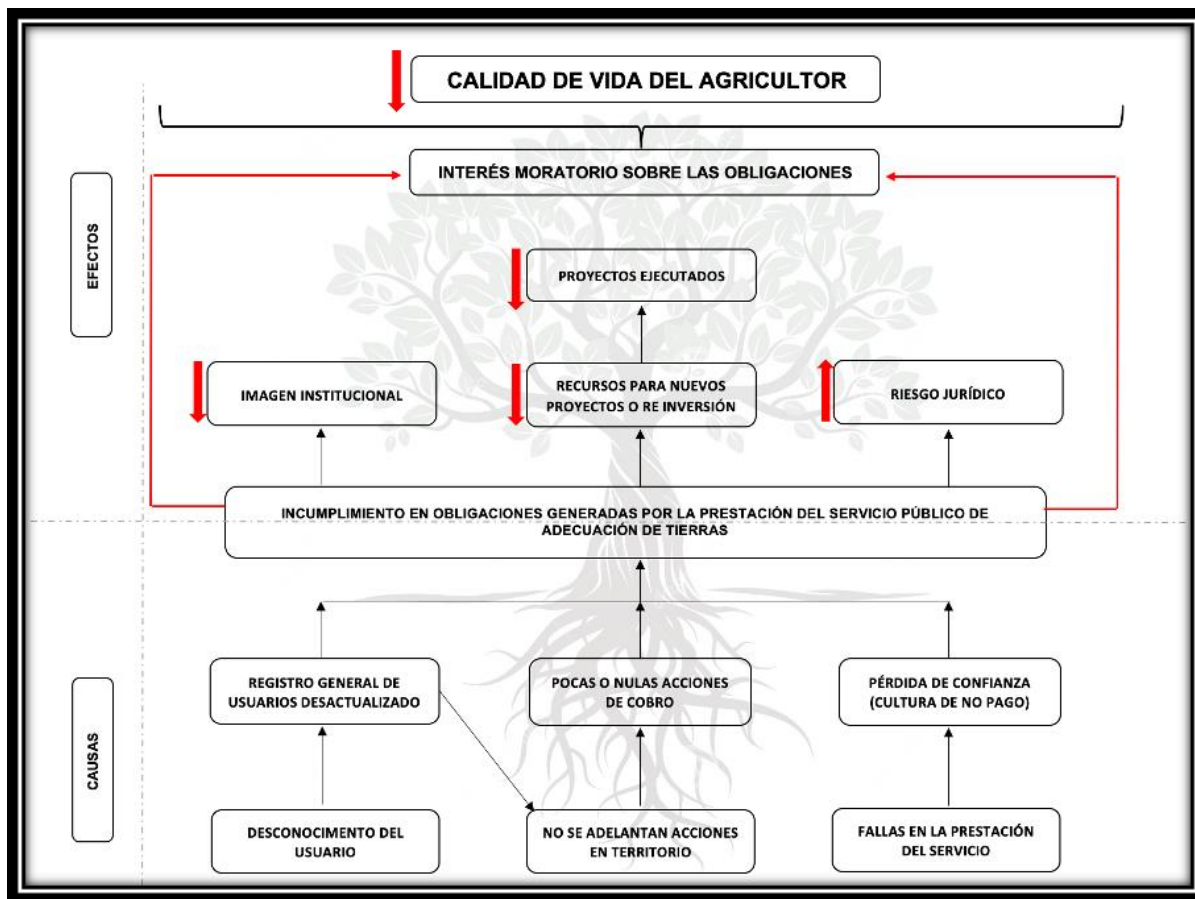 CALIDAD DE VIDA DEL AGRICULTOR
INTERÉS MORATORIO SOBRE LAS OBLIGACIONES
EFECTOS
PROYECTOS EJECUTADOS
IMAGEN INSTITUCIONAL
RECURSOS PARA NUEVOS
PROYECTOS O RE INVERSIÓN
RIESGO JURÍDICO
INCUMPLIMIENTO EN OBLIGACIONES GENERADAS POR LA PRESTACIÓN DEL SERVICIO PÚBLICO DE
ADECUACIÓN DE TIERRAS
CAUSAS
REGISTRO GENERAL DE
USUARIOS DESACTUALIZADO
POCAS O NULAS ACCIONES
DE COBRO
PÉRDIDA DE CONFIANZA
(CULTURA DE NO PAGO)
DESCONOCIMENTO DEL
USUARIO
NO SE ADELANTAN ACCIONES
EN TERRITORIO
FALLAS EN LA PRESTACIÓN
DEL SERVICIO